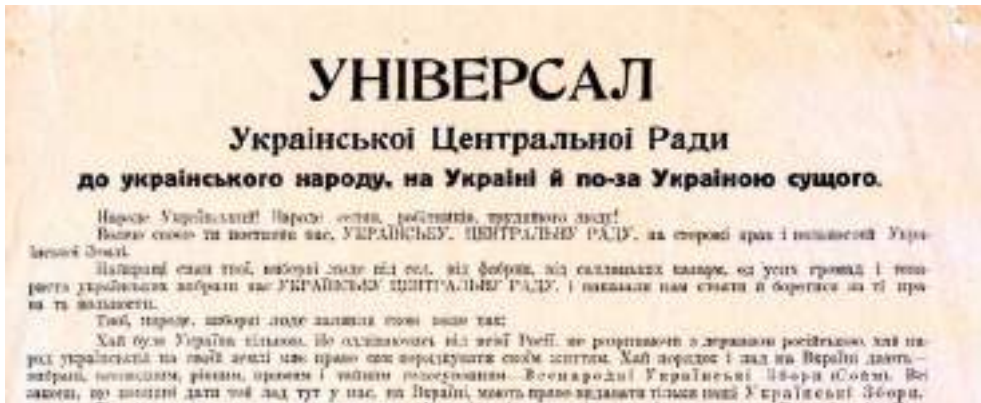 УНІВЕРСАЛ
Української Центральної Ради
до українського народу, на Україні й по-за Україною сущого.
Народе Український! Народе селян, робітників, трудящого люду!
Волею своєю ти поставив нас, УКРАЇНСЬКУ ЦЕНТРАЛЬНУ РАДУ, на сторожі прав і вольностей Укра-
їнської Землі.
Найкращі сини твої, виборні люде від сел, від фабрик, від салдацьких казарм, од усіх громад і това-
риств українських вибрали нас УКРАЇНСЬКУ ЦЕНТРАЛЬНУ РАДУ, і наказали нам стояти й боротися за ті пра-
ва та вольности.
Твої, народе, виборні люде заявили свою волю так:
Хай буде Україна вільною. Не одділяючись від всієї Росії, не розриваючи з державою російською, хай на-
род український на своїй землі має право сам порядкувати своїм життям. Хай порядок і лад на Вкраїні дають—
вибрані, вселюдним, рівним, прямим і тайним голосуванням—Всенародні Українські Збори (Сойм). Всі
закони, що повинні дати той лад тут у нас, на Вкраїні, мають право видавати тільки наші Українські Збори.